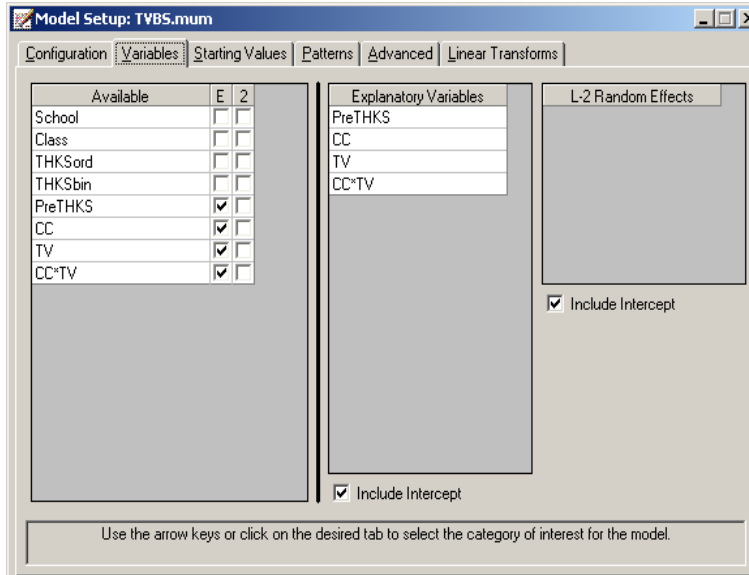 Model Setup: TVBS.mum
Configuration Variables Starting Values Patterns Advanced Linear Transforms
Available E 2
School
Class
THKSord
THKSbin
PreTHKS
CC
TV
CC*TV
Explanatory Variables
PreTHKS
CC
TV
CC*TV
Include Intercept
L-2 Random Effects
Include Intercept
Use the arrow keys or click on the desired tab to select the category of interest for the model.